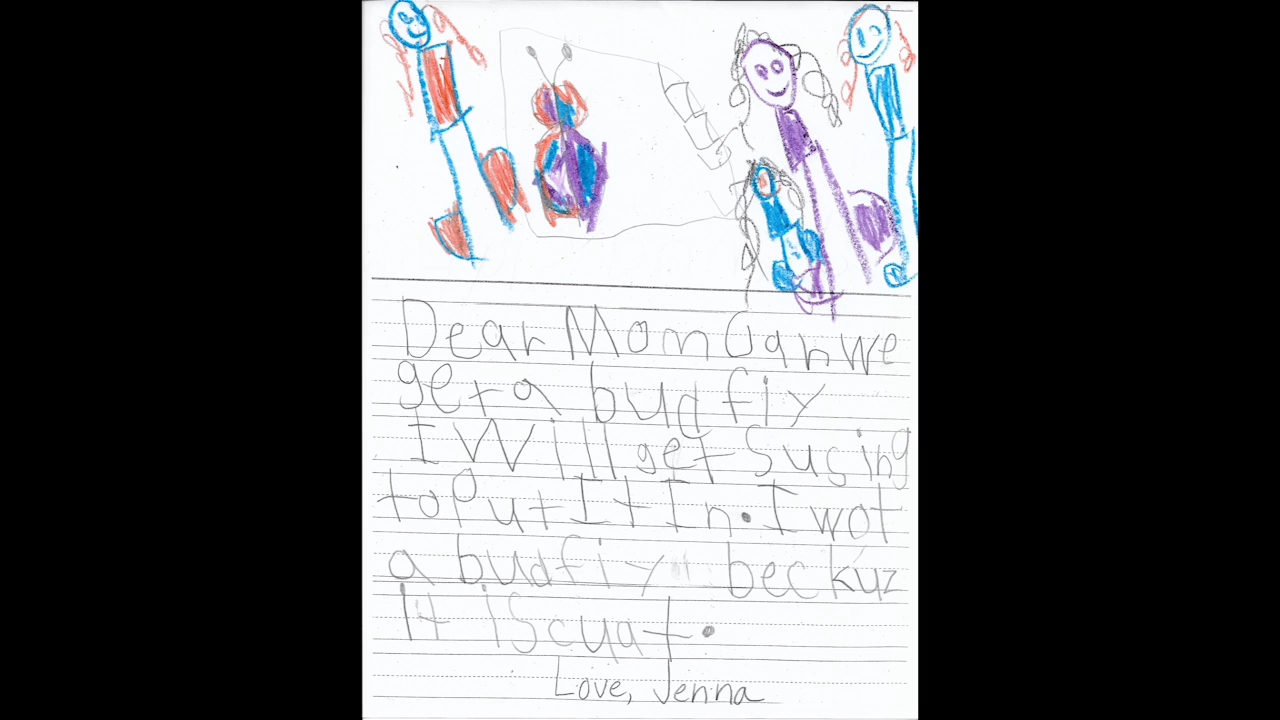 Dear Mom Can we
get a budfiy
I Will get Susing
to Put It In. I wot
a budfiy beckuz
It is cuat.
Love, Jenna